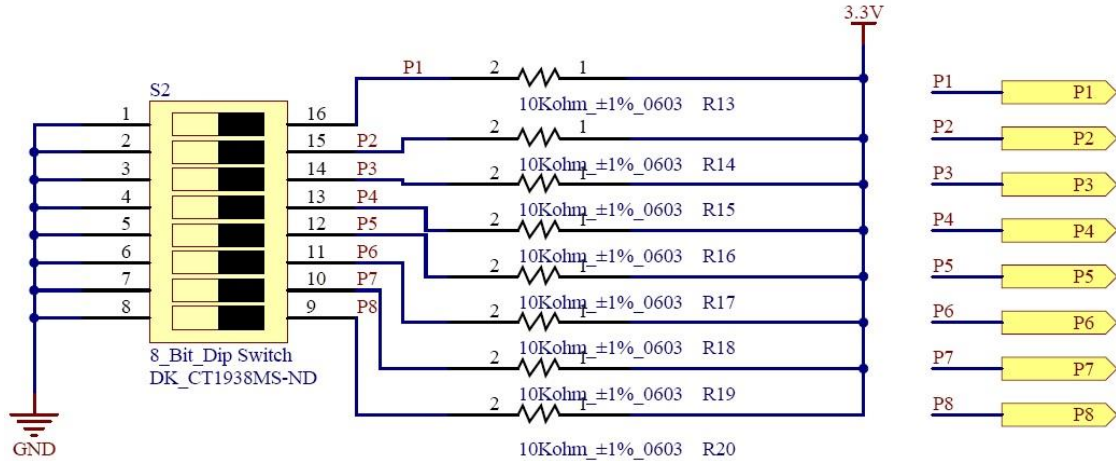 3.3V
P1 2 1
P1 P1
S2
10Kohm_±1%_0603 R13
1 16
2 1
P2 P2
2 15 P2
10Kohm_±1%_0603 R14
3 14 P3
2 1
P3 P3
4 13 P4
10Kohm_±1%_0603 R15
2 1
P4 P4
5 12 P5
10Kohm_±1%_0603 R16
6 11 P6
2 1
P5 P5
7 10 P7
10Kohm_±1%_0603 R17
8 9 P8
2 1
P6 P6
10Kohm_±1%_0603 R18
8_Bit_Dip Switch
2 1
P7 P7
DK_CT1938MS-ND
10Kohm_±1%_0603 R19
2 1
P8 P8
GND
10Kohm_±1%_0603 R20